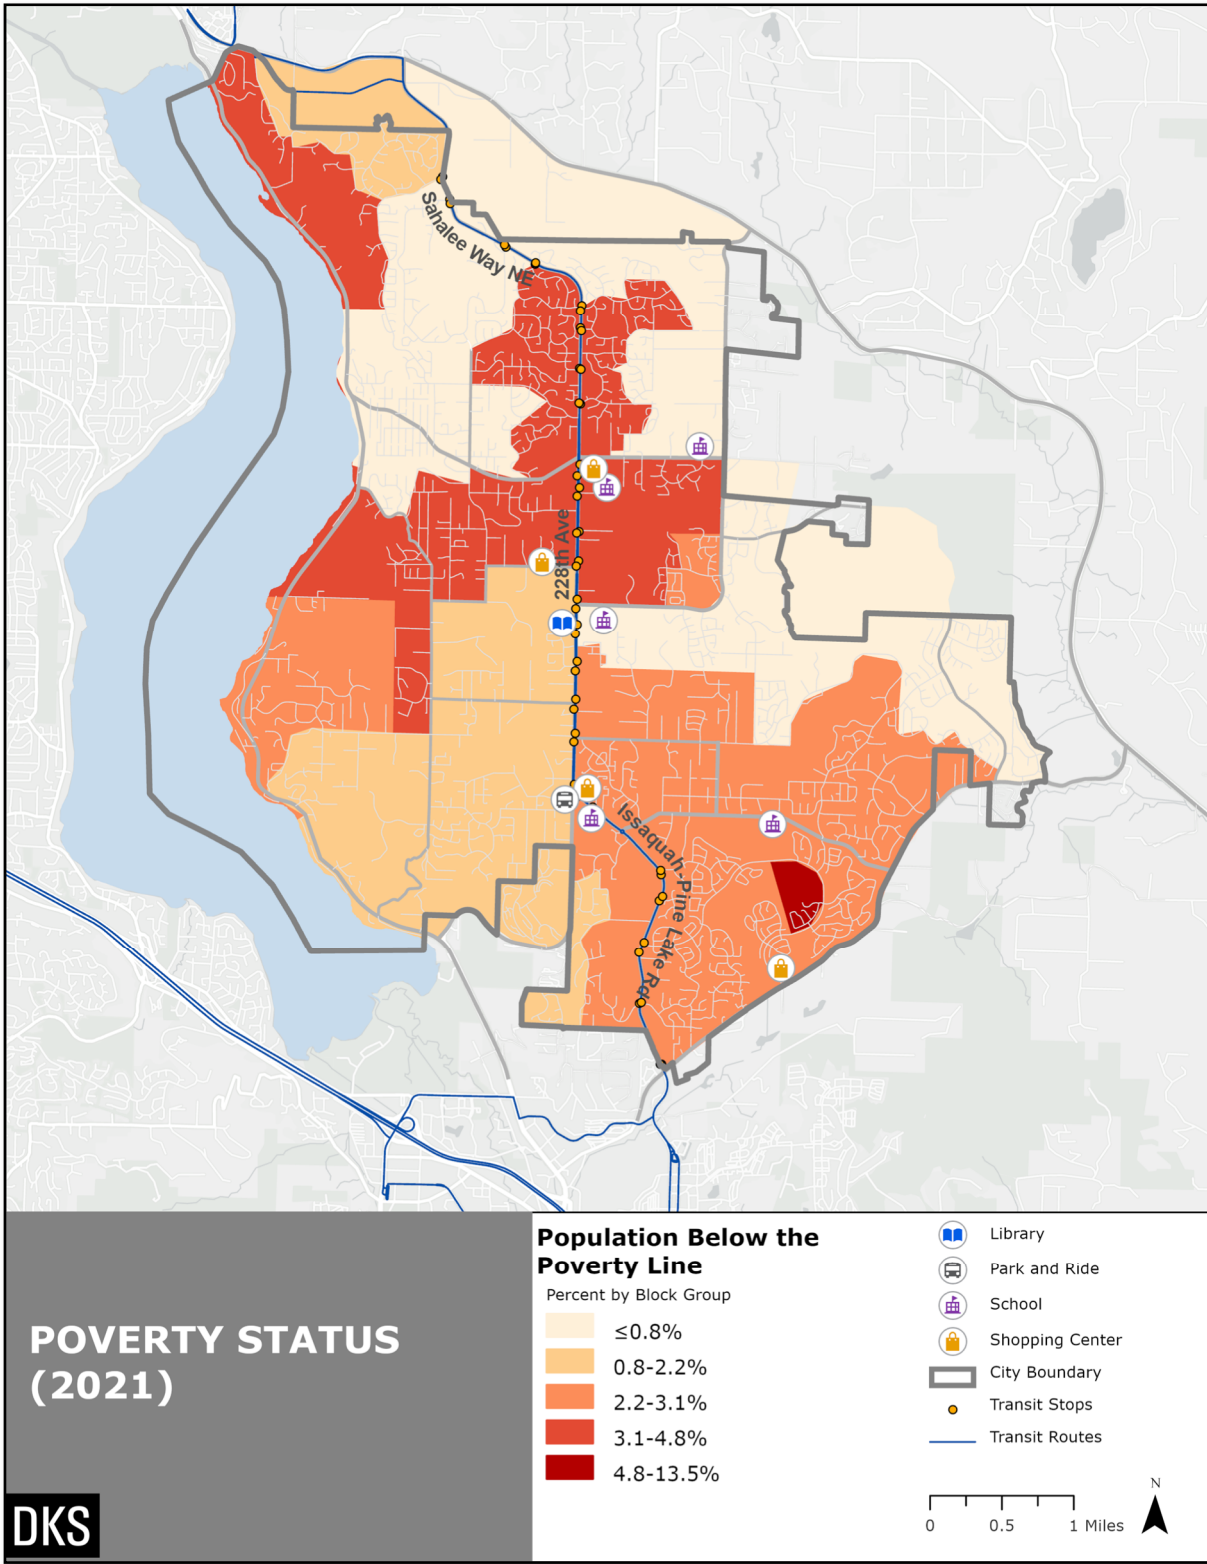 Sahalee Way NE
228th Ave
Issaquah-Pine Lake Rd
POVERTY STATUS
(2021)
DKS
Population Below the
Poverty Line
Percent by Block Group
≤0.8%
0.8-2.2%
2.2-3.1%
3.1-4.8%
4.8-13.5%
Library
Park and Ride
School
Shopping Center
City Boundary
Transit Stops
Transit Routes
N
0 0.5 1 Miles